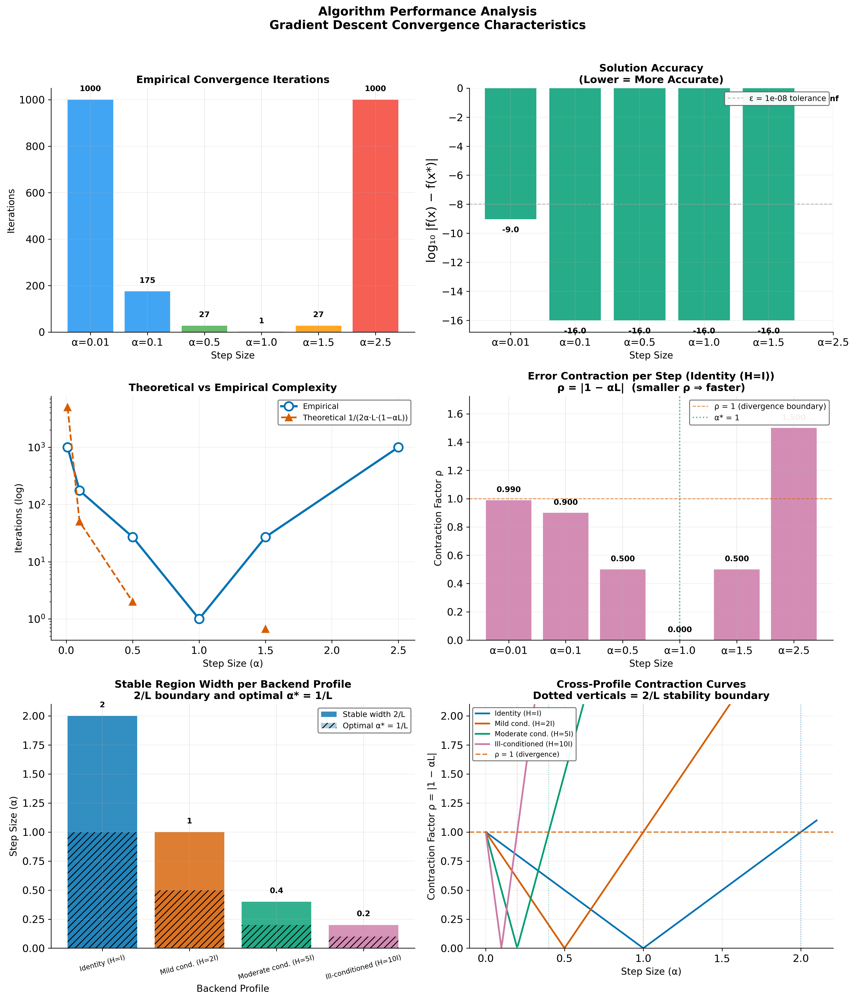 Algorithm Performance Analysis
Gradient Descent Convergence Characteristics
Empirical Convergence Iterations
1000
175
27
1
27
1000
1000
800
600
400
200
0
Iterations
α=0.01 α=0.1 α=0.5 α=1.0 α=1.5 α=2.5
Step Size
Solution Accuracy
(Lower = More Accurate)
ε = 1e-08 tolerance
nf
0
−2
−4
−6
−8
−10
−12
−14
−16
log₁₀ |f(x) − f(x*)|
-9.0
-16.0
-16.0
-16.0
-16.0
α=0.01 α=0.1 α=0.5 α=1.0 α=1.5 α=2.5
Step Size
Theoretical vs Empirical Complexity
Empirical
Theoretical 1/(2α·L·(1−αL))
10³
10²
10¹
10⁰
Iterations (log)
0.0 0.5 1.0 1.5 2.0 2.5
Step Size (α)
Error Contraction per Step (Identity (H=I))
ρ = |1 − αL|  (smaller ρ ⇒ faster)
ρ = 1 (divergence boundary)
α* = 1
1.500
0.990
0.900
0.500
0.000
0.500
1.6
1.4
1.2
1.0
0.8
0.6
0.4
0.2
0.0
Contraction Factor ρ
α=0.01 α=0.1 α=0.5 α=1.0 α=1.5 α=2.5
Step Size
Stable Region Width per Backend Profile
2/L boundary and optimal α* = 1/L
Stable width 2/L
Optimal α* = 1/L
2
1
0.4
0.2
2.00
1.75
1.50
1.25
1.00
0.75
0.50
0.25
0.00
Step Size (α)
Identity (H=I)
Mild cond. (H=2I)
Moderate cond. (H=5I)
Ill-conditioned (H=10I)
Backend Profile
Cross-Profile Contraction Curves
Dotted verticals = 2/L stability boundary
Identity (H=I)
Mild cond. (H=2I)
Moderate cond. (H=5I)
Ill-conditioned (H=10I)
ρ = 1 (divergence)
2.00
1.75
1.50
1.25
1.00
0.75
0.50
0.25
0.00
Contraction Factor ρ = |1 − αL|
0.0 0.5 1.0 1.5 2.0
Step Size (α)